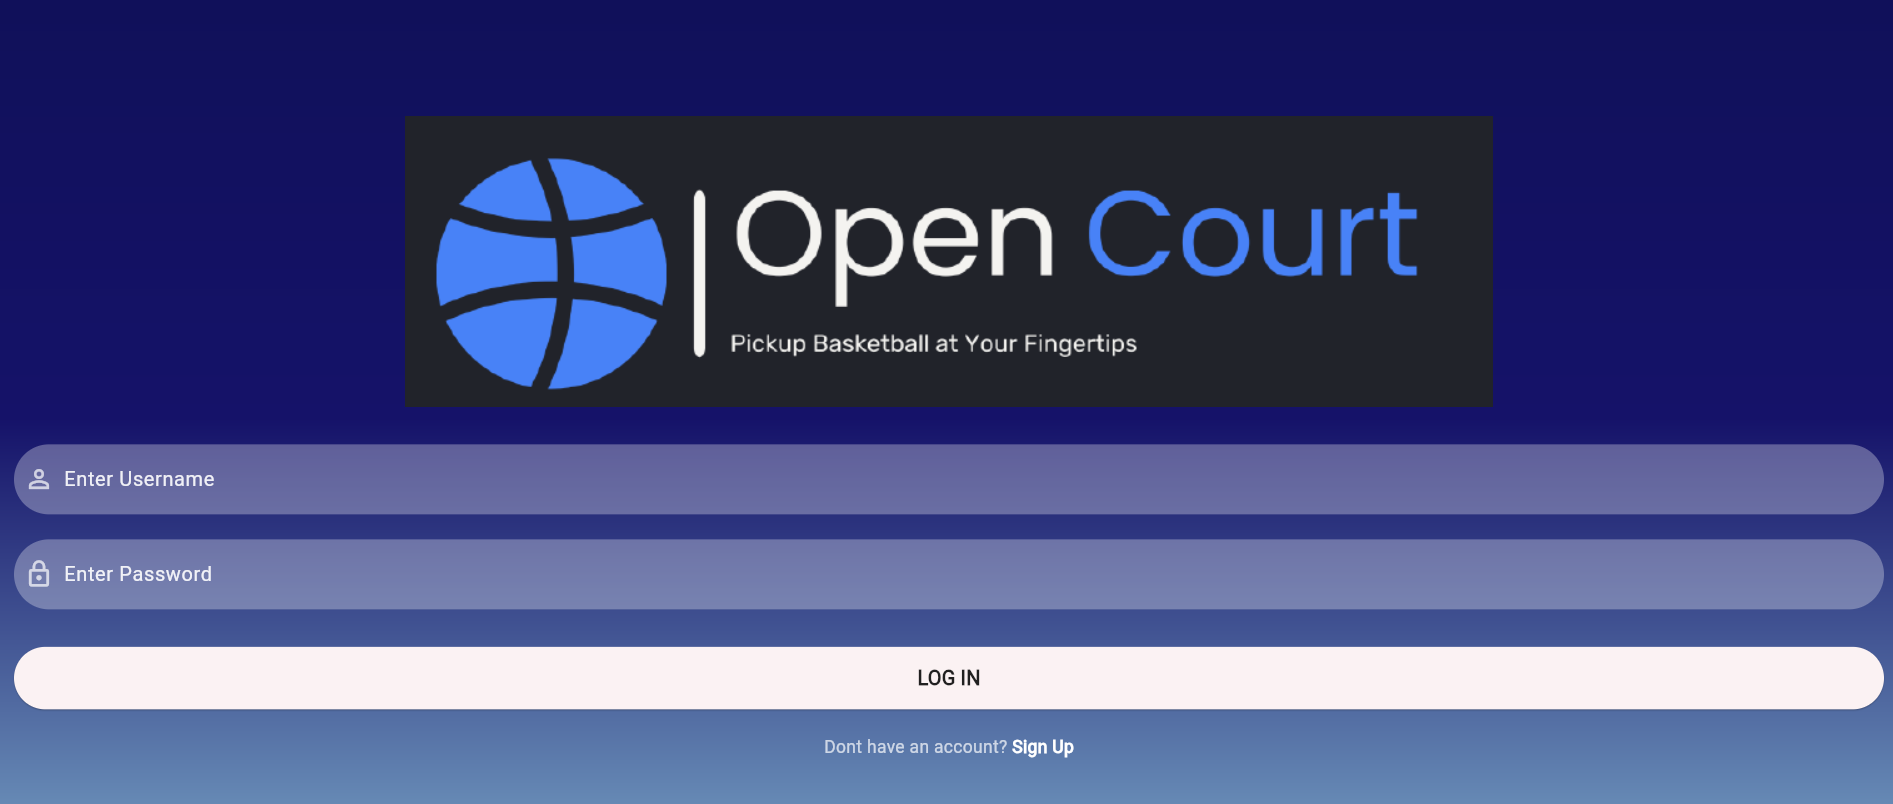 Open Court
Pickup Basketball at Your Fingertips
Enter Username
Enter Password
LOG IN
Dont have an account? Sign Up